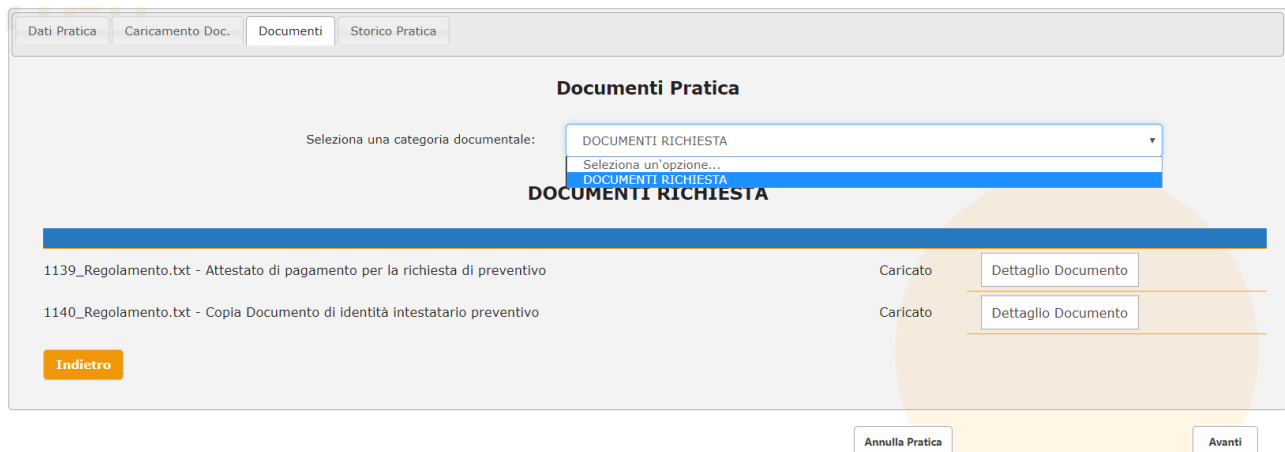 Dati Pratica Caricamento Doc. Documenti Storico Pratica
Documenti Pratica
Seleziona una categoria documentale: DOCUMENTI RICHIESTA
Seleziona un'opzione...
DOCUMENTI RICHIESTA
DOCUMENTI RICHIESTA
1139_Regolamento.txt - Attestato di pagamento per la richiesta di preventivo Caricato Dettaglio Documento
1140_Regolamento.txt - Copia Documento di identità intestatario preventivo Caricato Dettaglio Documento
Indietro
Annulla Pratica Avanti